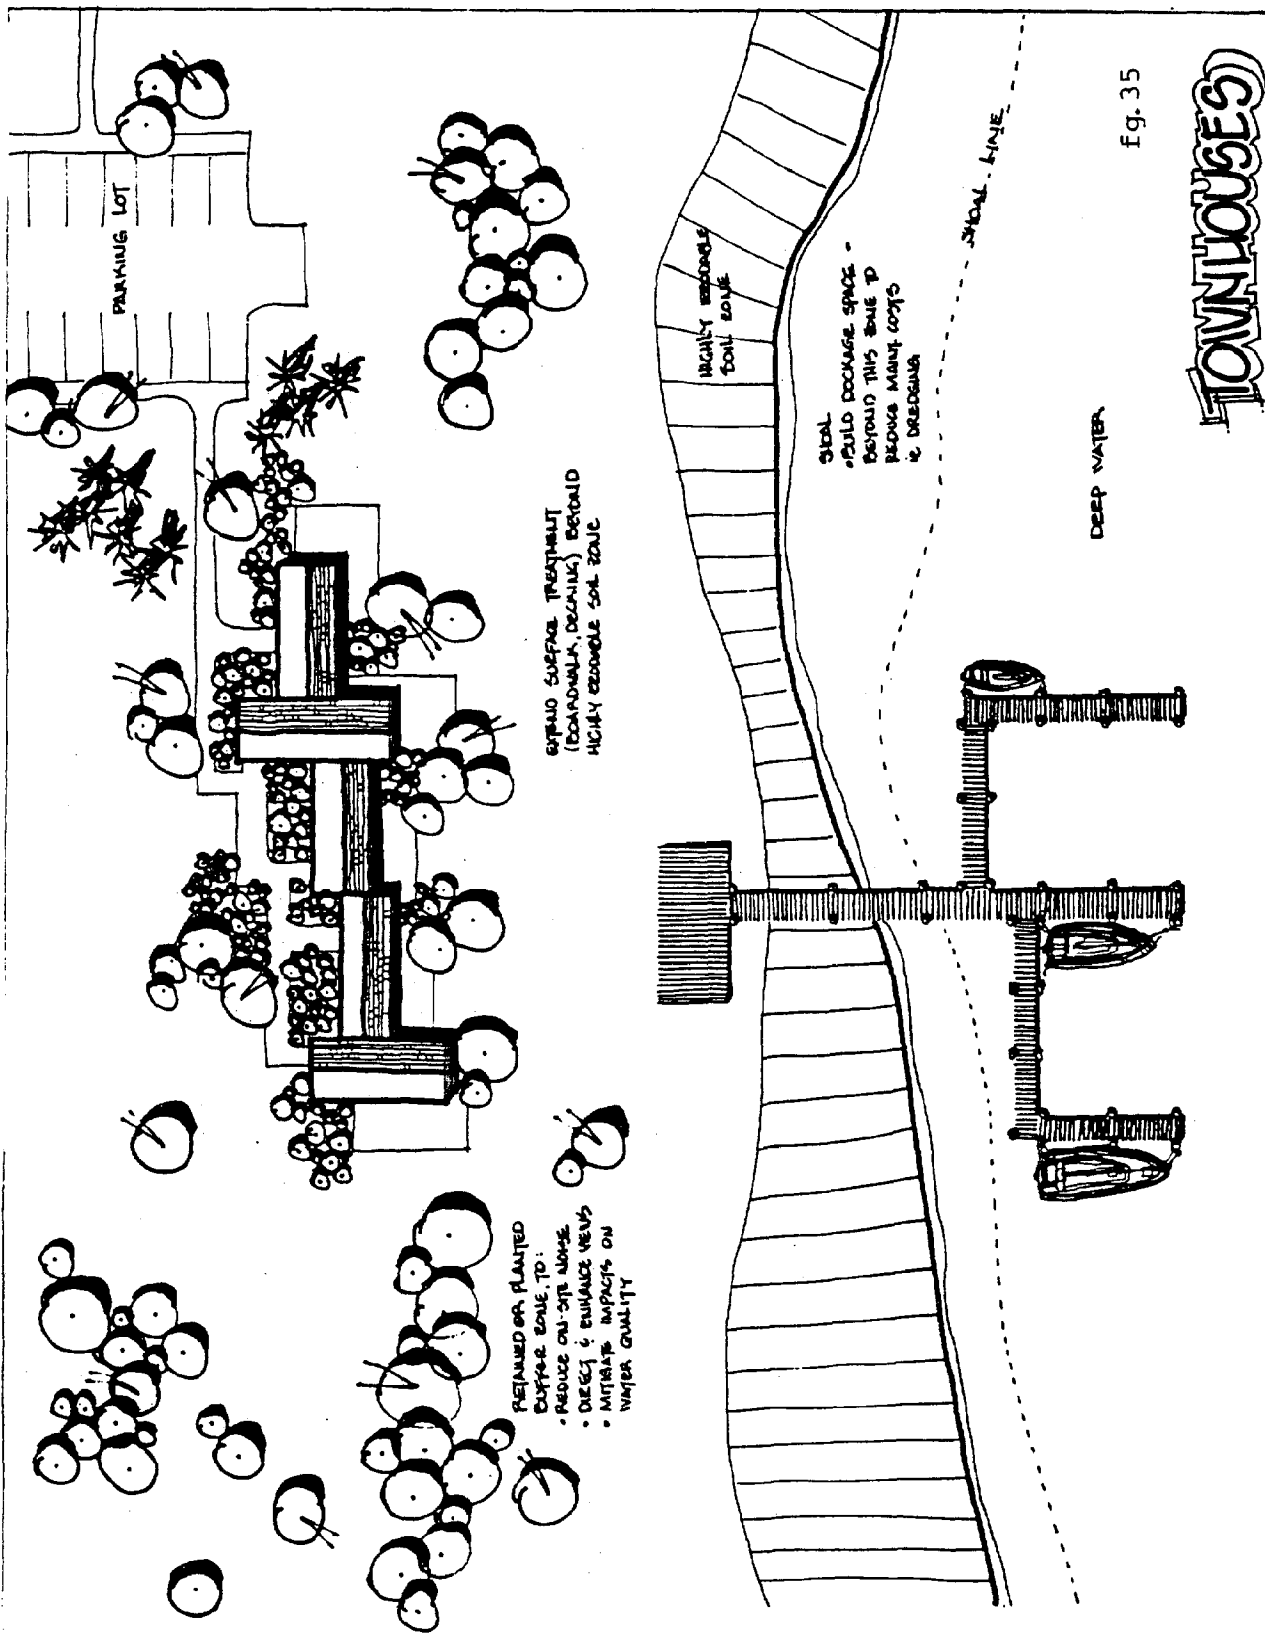 PARKING LOT
EXTEND SURFACE TREATMENT
(BOARDWALK, DECKING) BEYOND
HIGHLY ERODABLE SOIL ZONE
RETAINED OR PLANTED
BUFFER ZONE, TO:
• REDUCE ON-SITE NOISE
• DIRECT & ENHANCE VIEWS
• MITIGATE IMPACTS ON
WATER QUALITY
HIGHLY ERODABLE
SOIL ZONE
SHOAL
• BUILD DOCKAGE SPACE -
BEYOND THIS ZONE TO
REDUCE MAINT. COSTS
IE DREDGING
SHOAL LINE
DEEP WATER
fg. 35
TOWNHOUSES